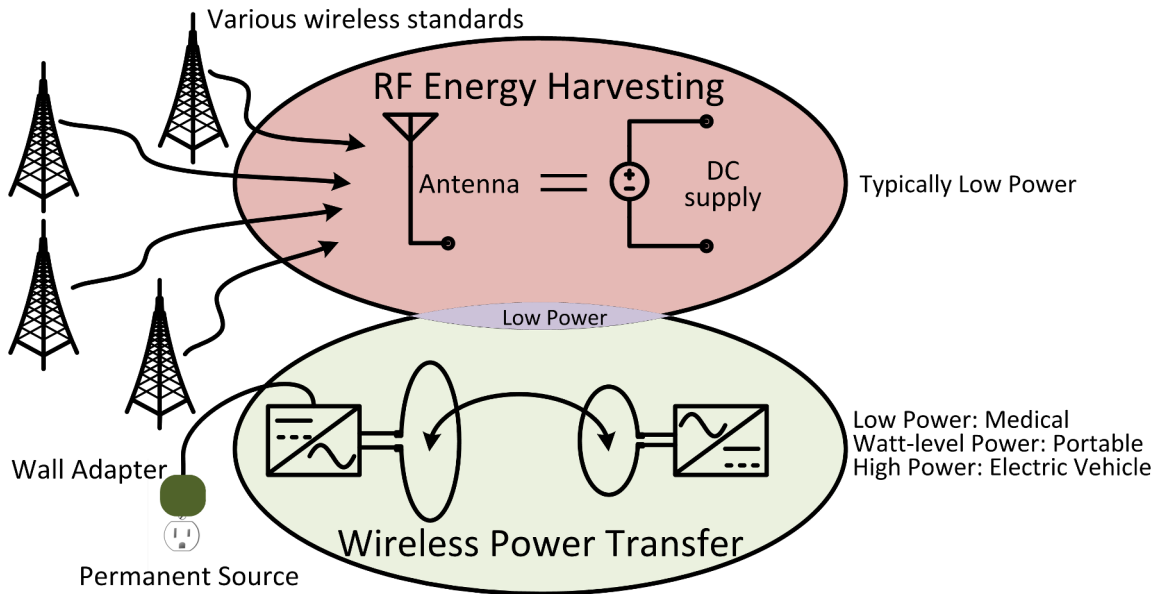 Various wireless standards
RF Energy Harvesting
Antenna
DC
supply
Typically Low Power
Low Power
Low Power: Medical
Watt-level Power: Portable
High Power: Electric Vehicle
Wall Adapter
Wireless Power Transfer
Permanent Source